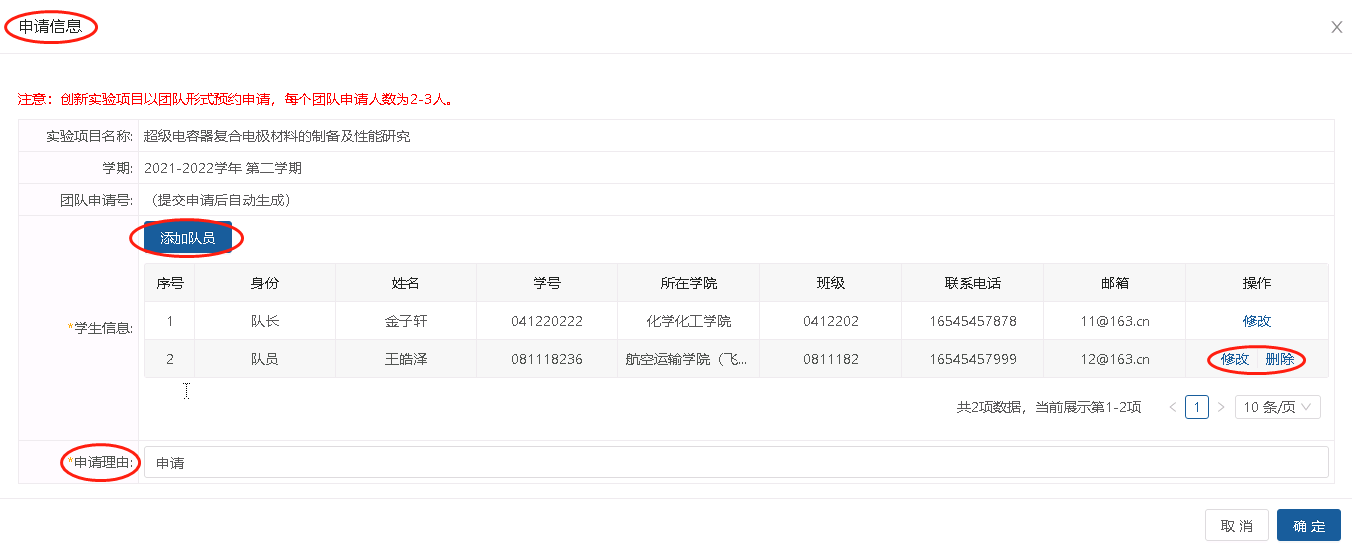 申请信息
注意：创新实验项目以团队形式预约申请，每个团队申请人数为2-3人。
实验项目名称: 超级电容器复合电极材料的制备及性能研究
学期: 2021-2022学年 第二学期
团队申请号: （提交申请后自动生成）
添加队员
序号 身份 姓名 学号 所在学院 班级 联系电话 邮箱 操作
1 队长 金子轩 041220222 化学化工学院 0412202 16545457878 11@163.cn 修改
*学生信息:
2 队员 王皓泽 081118236 航空运输学院（飞... 0811182 16545457999 12@163.cn 修改 删除
共2项数据，当前展示第1-2项 < 1 > 10 条/页
*申请理由: 申请
取 消 确 定